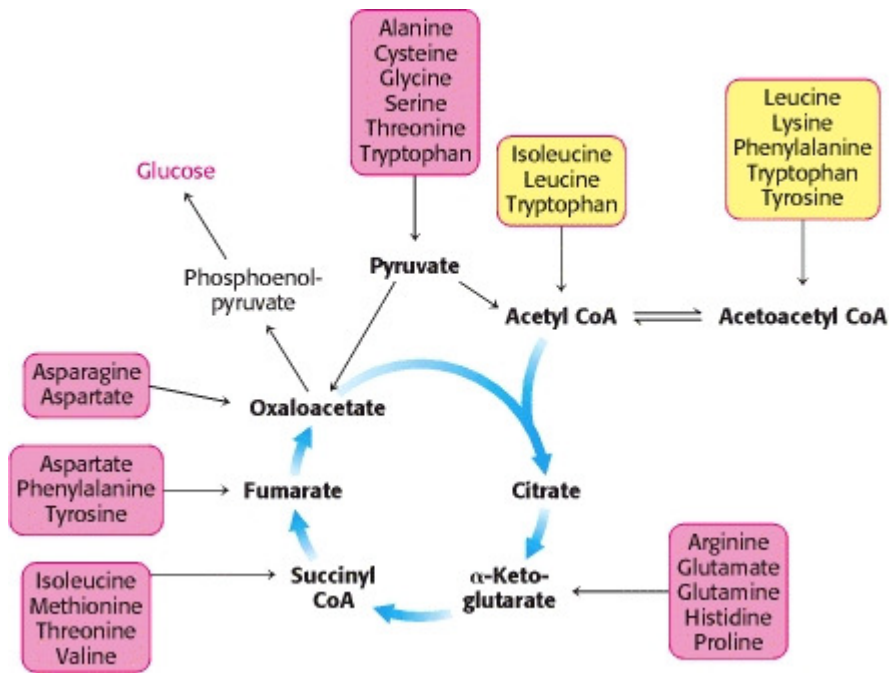 Alanine
Cysteine
Glycine
Serine
Threonine
Tryptophan
Leucine
Lysine
Phenylalanine
Tryptophan
Tyrosine
Isoleucine
Leucine
Tryptophan
Glucose
Pyruvate
Phosphoenol-
pyruvate
Acetyl CoA
Acetoacetyl CoA
Asparagine
Aspartate
Oxaloacetate
Aspartate
Phenylalanine
Tyrosine
Fumarate
Citrate
Isoleucine
Methionine
Threonine
Valine
Succinyl
CoA
α-Keto-
glutarate
Arginine
Glutamate
Glutamine
Histidine
Proline